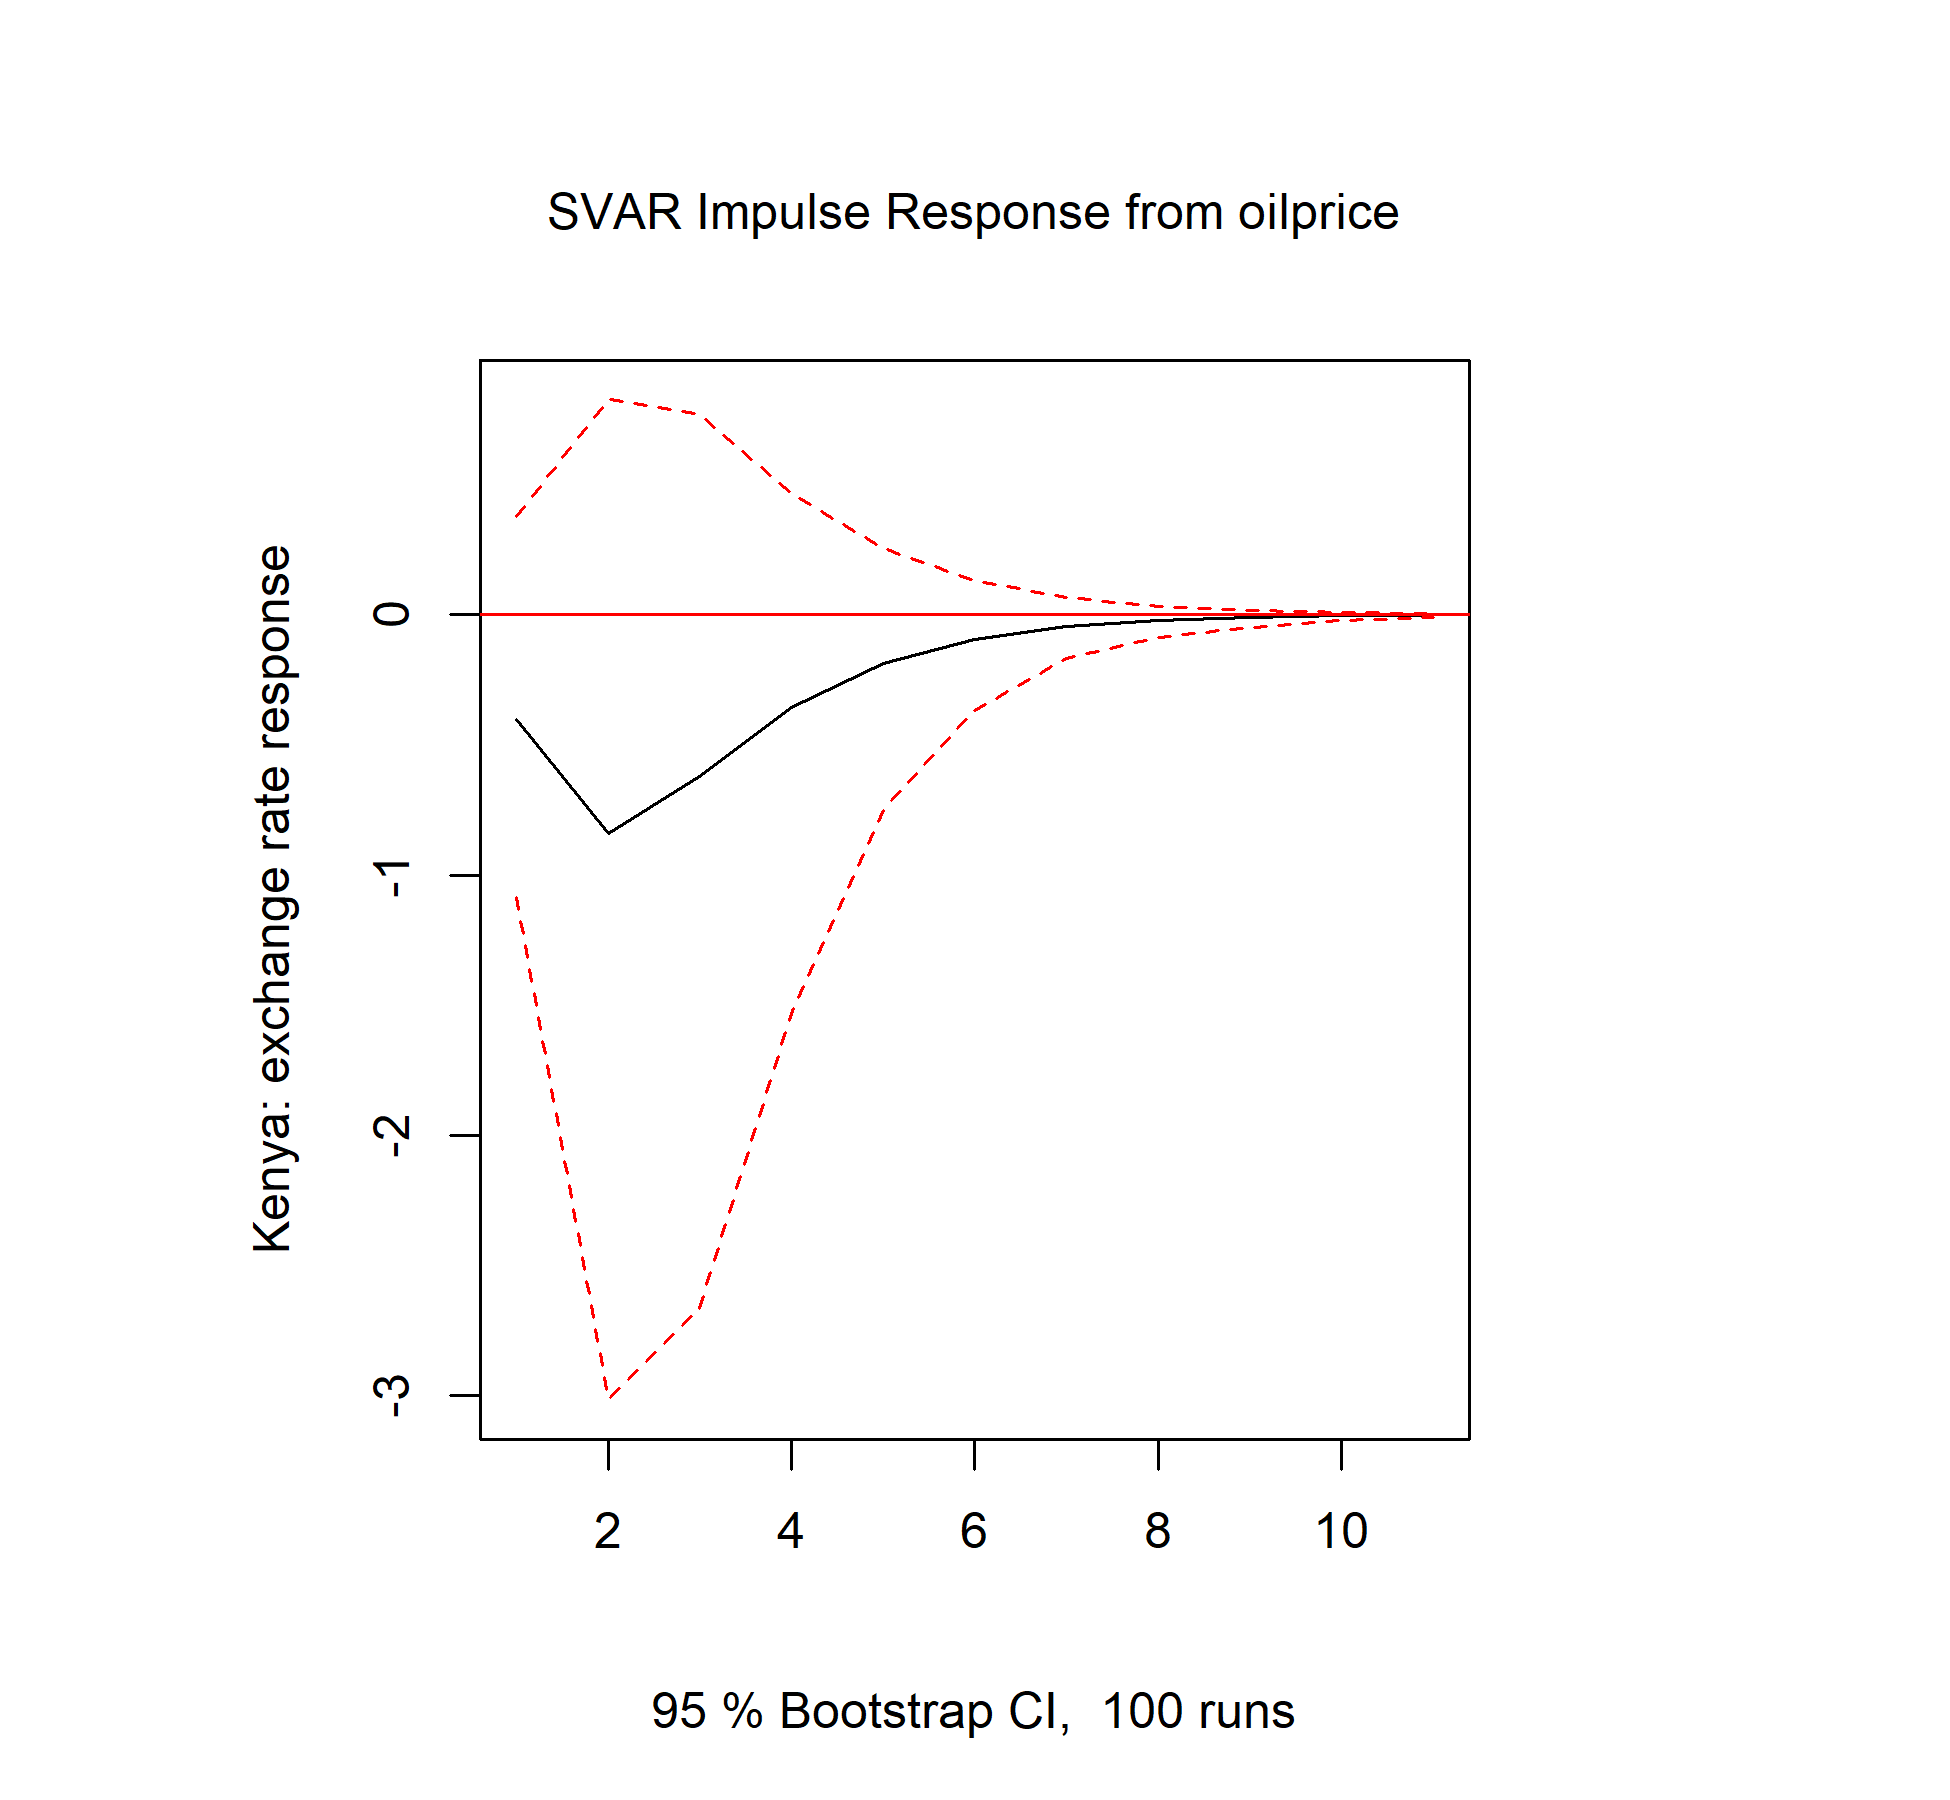 SVAR Impulse Response from oilprice
Kenya: exchange rate response
0
-1
-2
-3
2 4 6 8 10
95 % Bootstrap CI,  100 runs